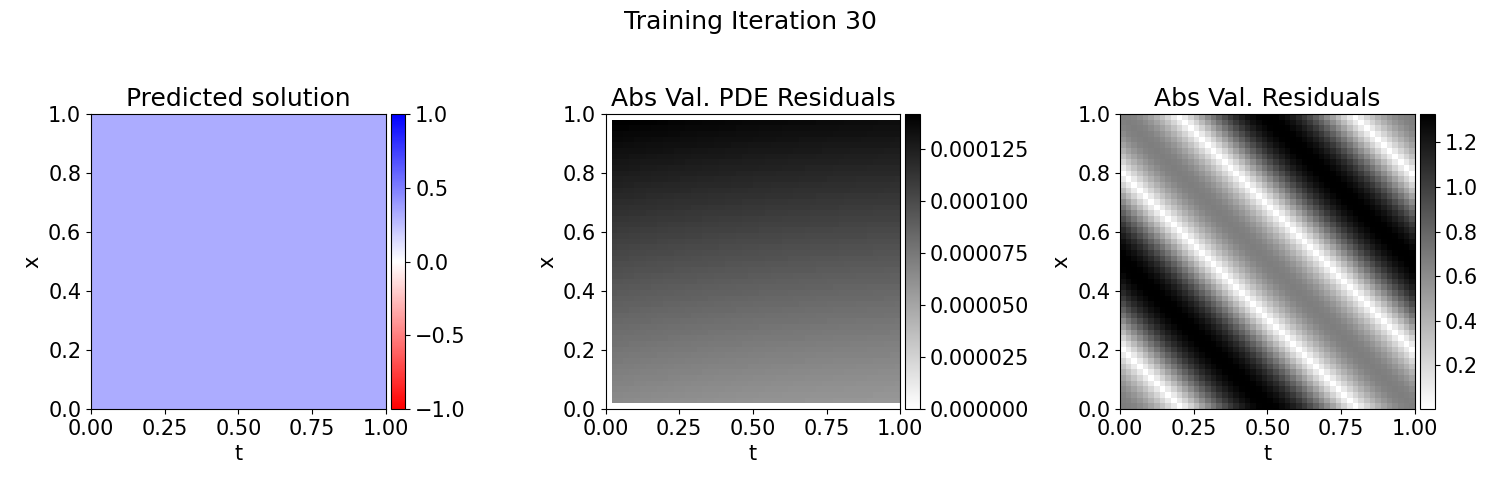 Training Iteration 30
Predicted solution
1.0
0.8
0.6
0.4
0.2
0.0
x
0.00 0.25 0.50 0.75 1.00
t
1.0
0.5
0.0
−0.5
−1.0
Abs Val. PDE Residuals
1.0
0.8
0.6
0.4
0.2
0.0
x
0.00 0.25 0.50 0.75 1.00
t
0.000125
0.000100
0.000075
0.000050
0.000025
0.000000
Abs Val. Residuals
1.0
0.8
0.6
0.4
0.2
0.0
x
0.00 0.25 0.50 0.75 1.00
t
1.2
1.0
0.8
0.6
0.4
0.2